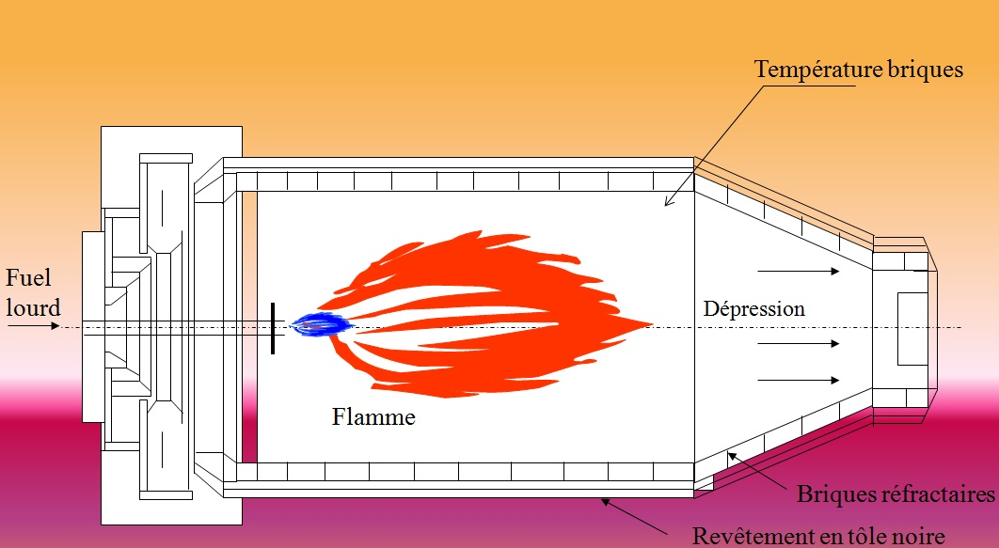 Température briques
Fuel
lourd
Dépression
Flamme
Briques réfractaires
Revêtement en tôle noire